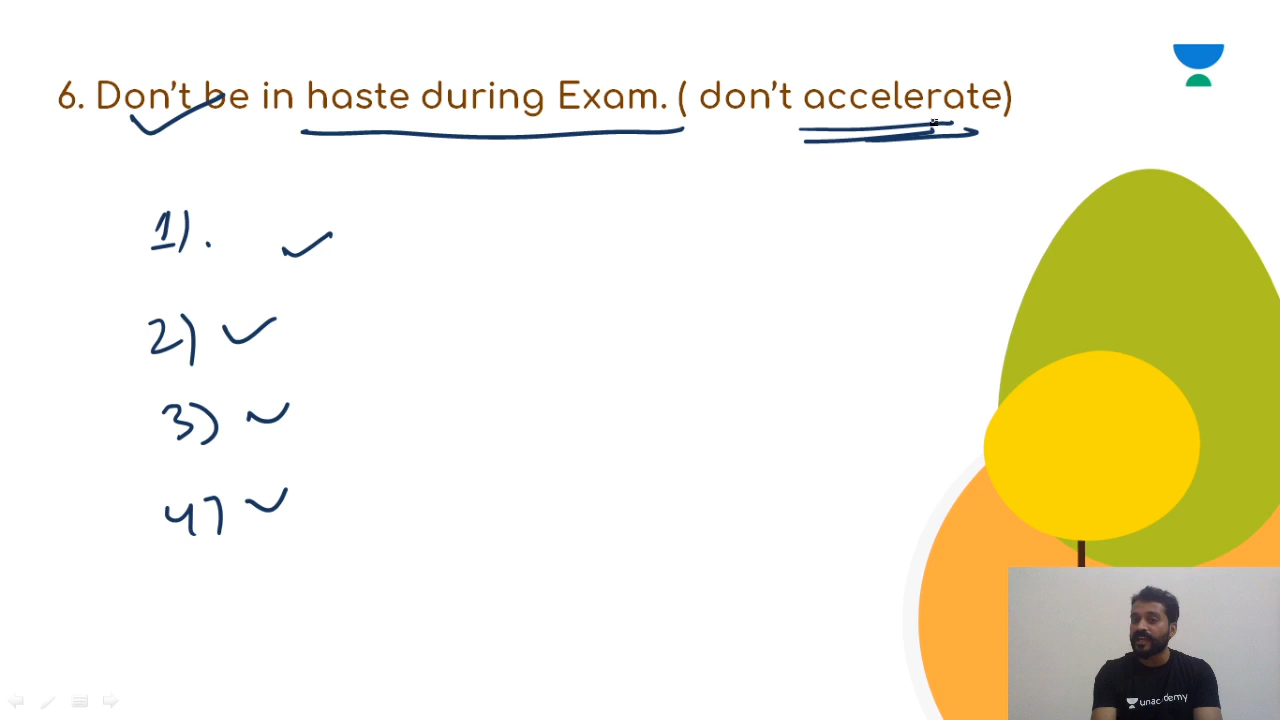 6. Don't be in haste during Exam. ( don't accelerate)
1).
2)
3)
4)
unacademy